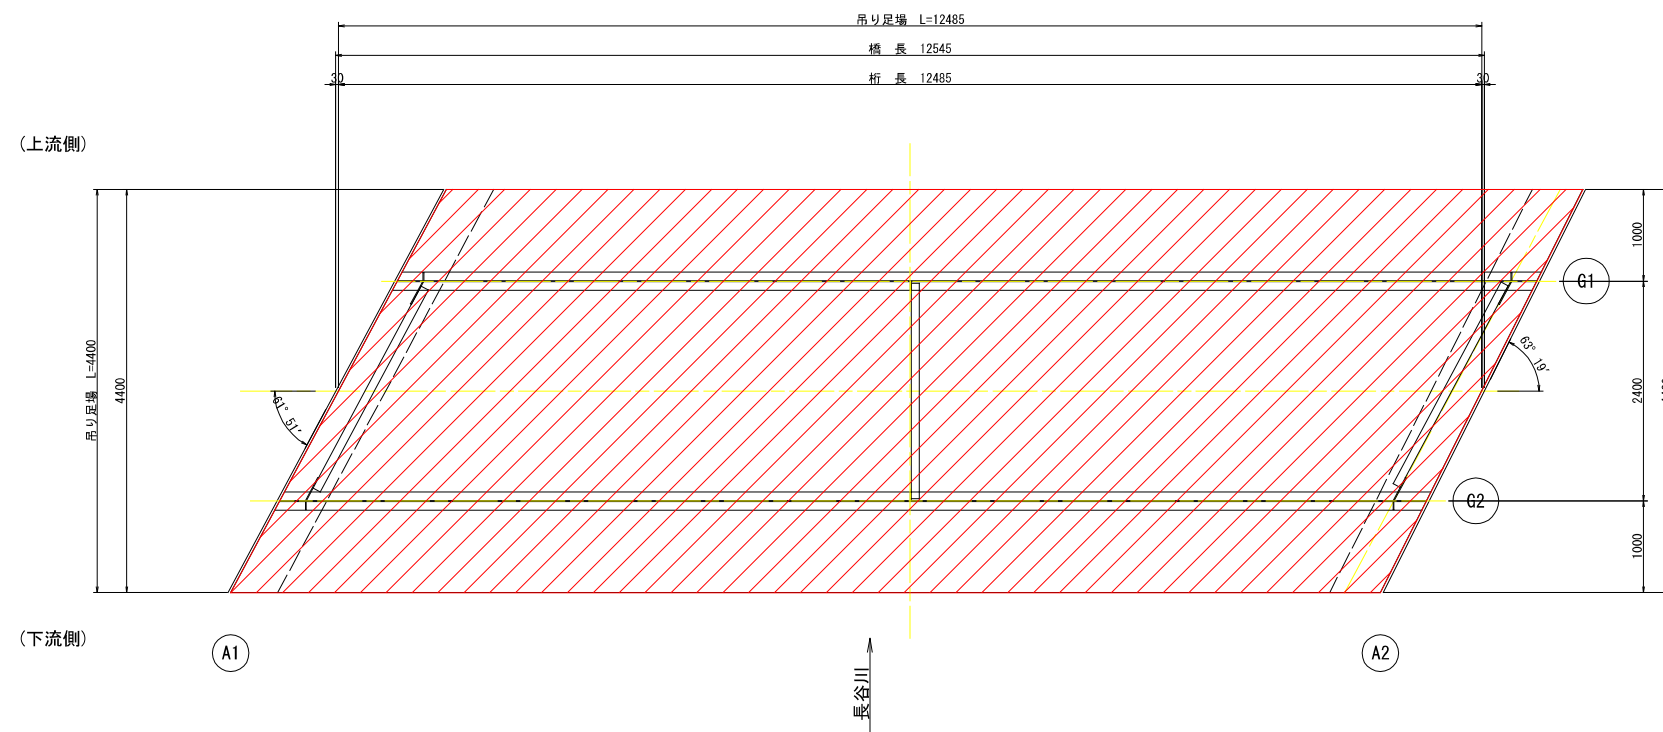 吊り足場 L=12485
橋 長 12545
30
桁 長 12485
30
(上流側)
1000
G1
吊り足場 L=4400
4400
61° 51′
63° 19′
2400
G2
1000
(下流側)
A1
A2
長谷川